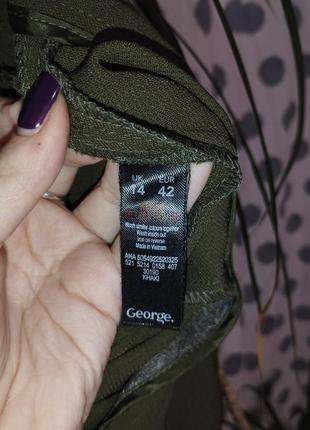 UK EUR
14 42
Wash similar colours together
Wash inside out
Iron on reverse
Made in Vietnam
ANA 5054922520325
521 5214 0158 407
30190
KHAKI
George.